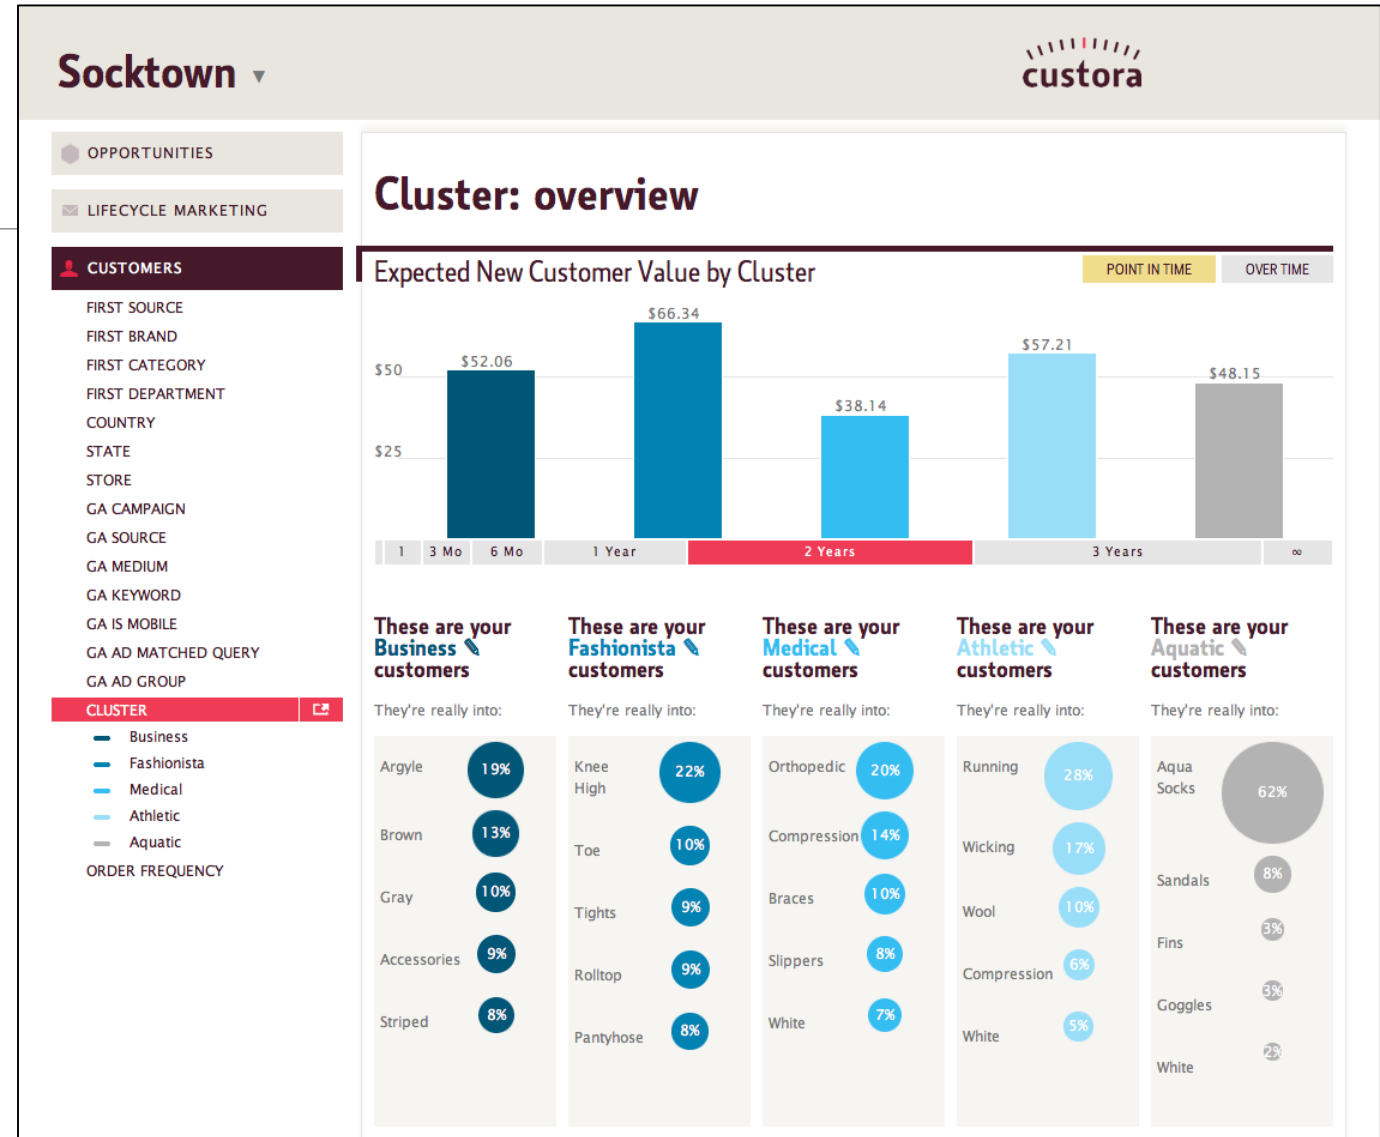 Socktown
custora
OPPORTUNITIES
LIFECYCLE MARKETING
CUSTOMERS
FIRST SOURCE
FIRST BRAND
FIRST CATEGORY
FIRST DEPARTMENT
COUNTRY
STATE
STORE
GA CAMPAIGN
GA SOURCE
GA MEDIUM
GA KEYWORD
GA IS MOBILE
GA AD MATCHED QUERY
GA AD GROUP
CLUSTER
Business
Fashionista
Medical
Athletic
Aquatic
ORDER FREQUENCY
Cluster: overview
Expected New Customer Value by Cluster
POINT IN TIME
OVER TIME
$50
$25
$52.06
$66.34
$38.14
$57.21
$48.15
1
3 Mo
6 Mo
1 Year
2 Years
3 Years
∞
These are your
Business
customers
They're really into:
Argyle 19%
Brown 13%
Gray 10%
Accessories 9%
Striped 8%
These are your
Fashionista
customers
They're really into:
Knee 22%
High
Toe 10%
Tights 9%
Rolltop 9%
Pantyhose 8%
These are your
Medical
customers
They're really into:
Orthopedic 20%
Compression 14%
Braces 10%
Slippers 8%
White 7%
These are your
Athletic
customers
They're really into:
Running 28%
Wicking 17%
Wool 10%
Compression 6%
White 5%
These are your
Aquatic
customers
They're really into:
Aqua
Socks 62%
Sandals 8%
Fins 3%
Goggles 3%
White 2%